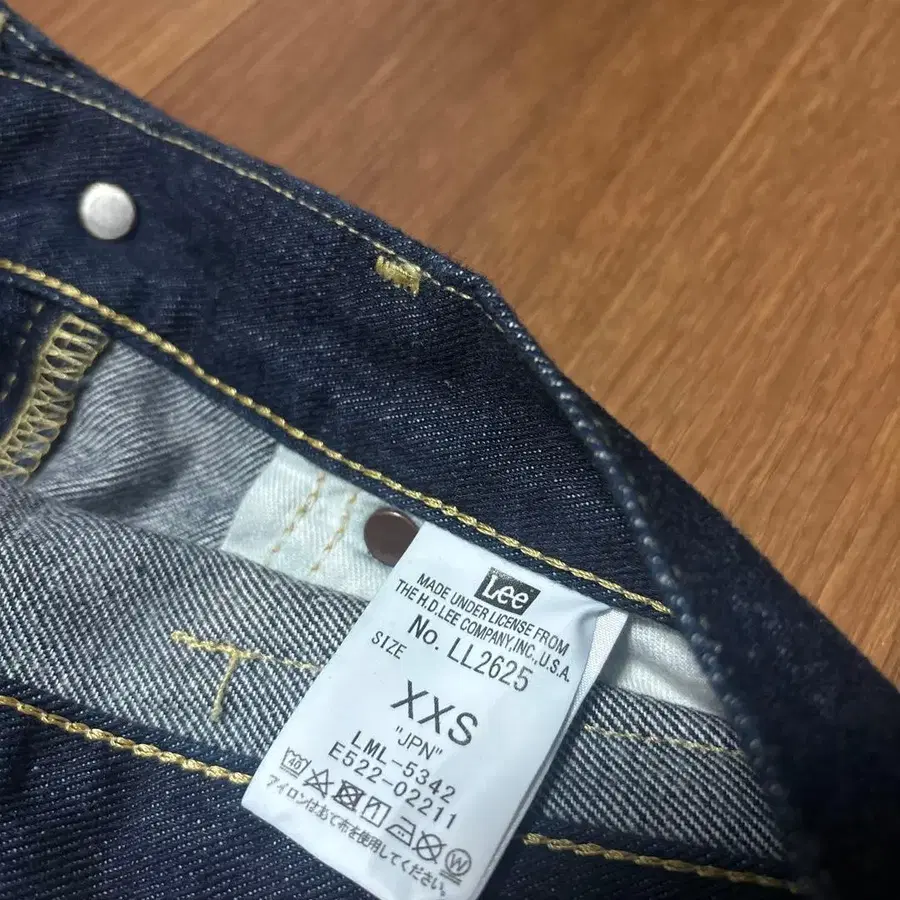 Lee
MADE UNDER LICENSE FROM
THE H.D.LEE COMPANY,INC.,U.S.A.
No. LL2625
SIZE
XXS
"JPN"
LML-5342
E522-02211
40
アイロンはあて布を使用してください。
W